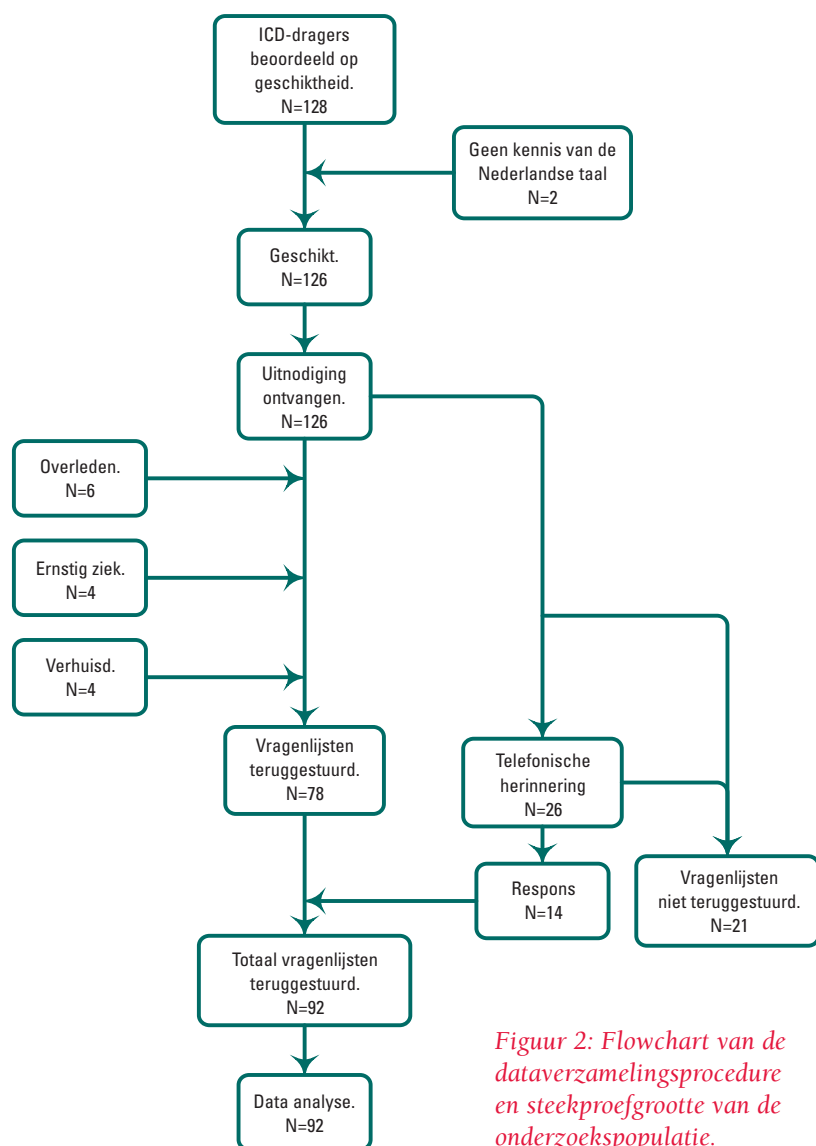 ICD-dragers
beoordeeld op
geschiktheid.
N=128
Geen kennis van de
Nederlandse taal
N=2
Geschikt.
N=126
Uitnodiging
ontvangen.
N=126
Overleden.
N=6
Ernstig ziek.
N=4
Verhuisd.
N=4
Vragenlijsten
teruggestuurd.
N=78
Telefonische
herinnering
N=26
Respons
N=14
Vragenlijsten
niet teruggestuurd.
N=21
Totaal vragenlijsten
teruggestuurd.
N=92
Data analyse.
N=92
Figuur 2: Flowchart van de
dataverzamelingsprocedure
en steekproefgrootte van de
onderzoekspopulatie.